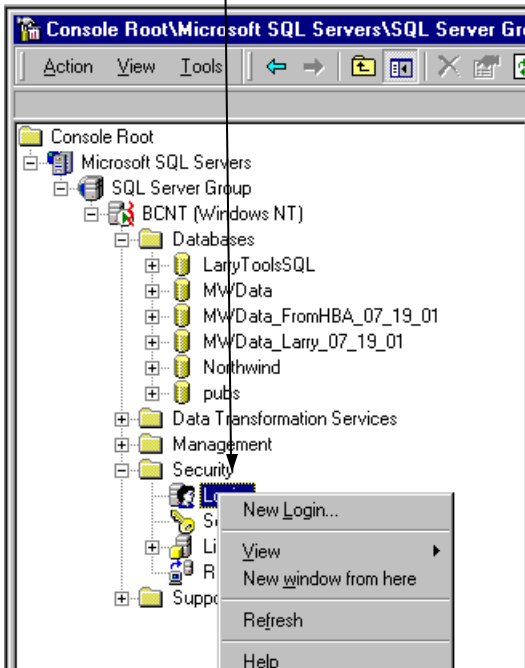 Console Root\Microsoft SQL Servers\SQL Server Gr
Action View Tools
Console Root
Microsoft SQL Servers
SQL Server Group
BCNT (Windows NT)
Databases
LarryToolsSQL
MWData
MWData_FromHBA_07_19_01
MWData_Larry_07_19_01
Northwind
pubs
Data Transformation Services
Management
Security
New Login...
View
New window from here
Refresh
Help